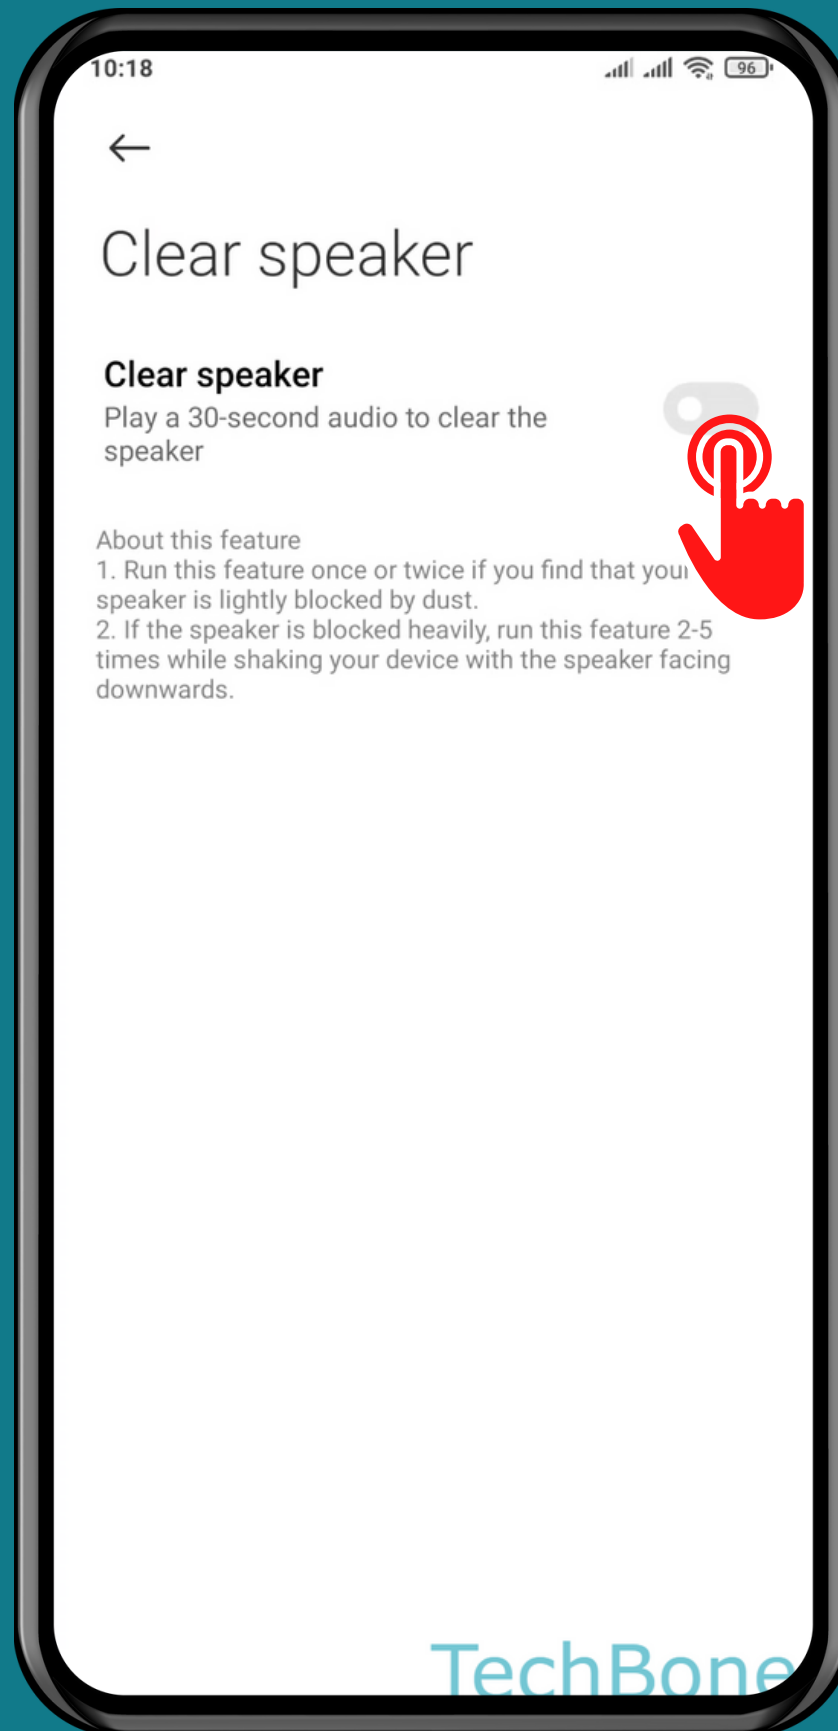 10:18
96
Clear speaker
Clear speaker
Play a 30-second audio to clear the
speaker
About this feature
1. Run this feature once or twice if you find that your
speaker is lightly blocked by dust.
2. If the speaker is blocked heavily, run this feature 2-5
times while shaking your device with the speaker facing
downwards.
TechBone